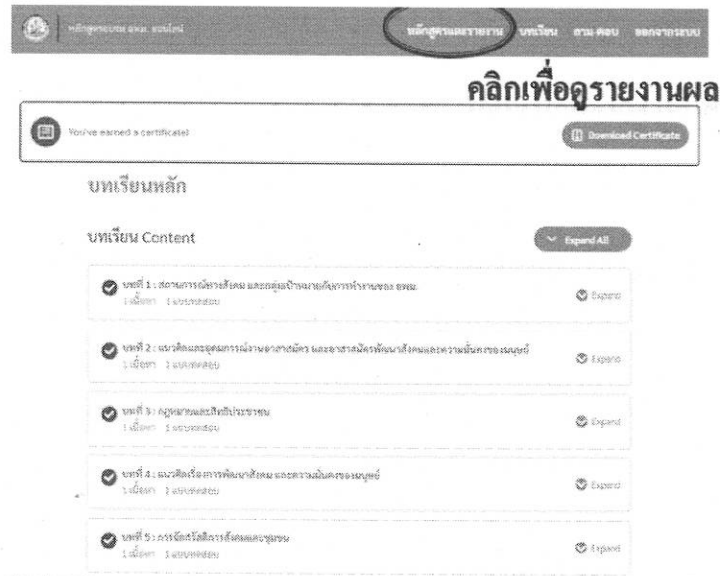 หลักสูตรอบรม อพม. ออนไลน์
หลักสูตรและรายงาน บทเรียน ถาม-ตอบ ออกจากระบบ
คลิกเพื่อดูรายงานผล
You've earned a certificate!
Download Certificate
บทเรียนหลัก
บทเรียน Content
Expand All
บทที่ 1 : สถานการณ์ทางสังคม และกลุ่มเป้าหมายกับการทำงานของ อพม.
1 เนื้อหา 1 แบบทดสอบ
Expand
บทที่ 2 : แนวคิดและอุดมการณ์งานอาสาสมัคร และอาสาสมัครพัฒนาสังคมและความมั่นคงของมนุษย์
1 เนื้อหา 1 แบบทดสอบ
Expand
บทที่ 3 : กฎหมายและสิทธิประชาชน
1 เนื้อหา 1 แบบทดสอบ
Expand
บทที่ 4 : แนวคิดเรื่องการพัฒนาสังคม และความมั่นคงของมนุษย์
1 เนื้อหา 1 แบบทดสอบ
Expand
บทที่ 5 : การจัดสวัสดิการสังคมและชุมชน
1 เนื้อหา 1 แบบทดสอบ
Expand